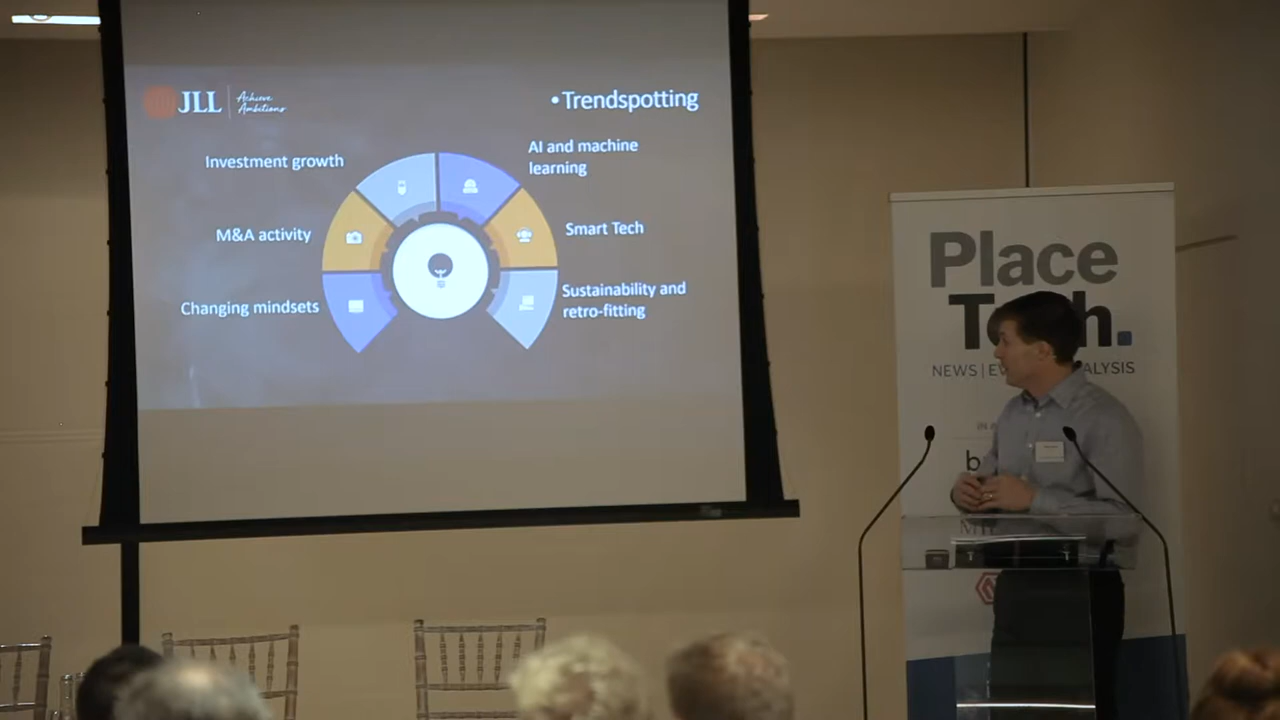 JLL
Achieve
Ambitions
•Trendspotting
Investment growth
AI and machine
learning
M&A activity
Smart Tech
Changing mindsets
Sustainability and
retro-fitting
Place
T h.
NEWS | EV ALYSIS
IN
b